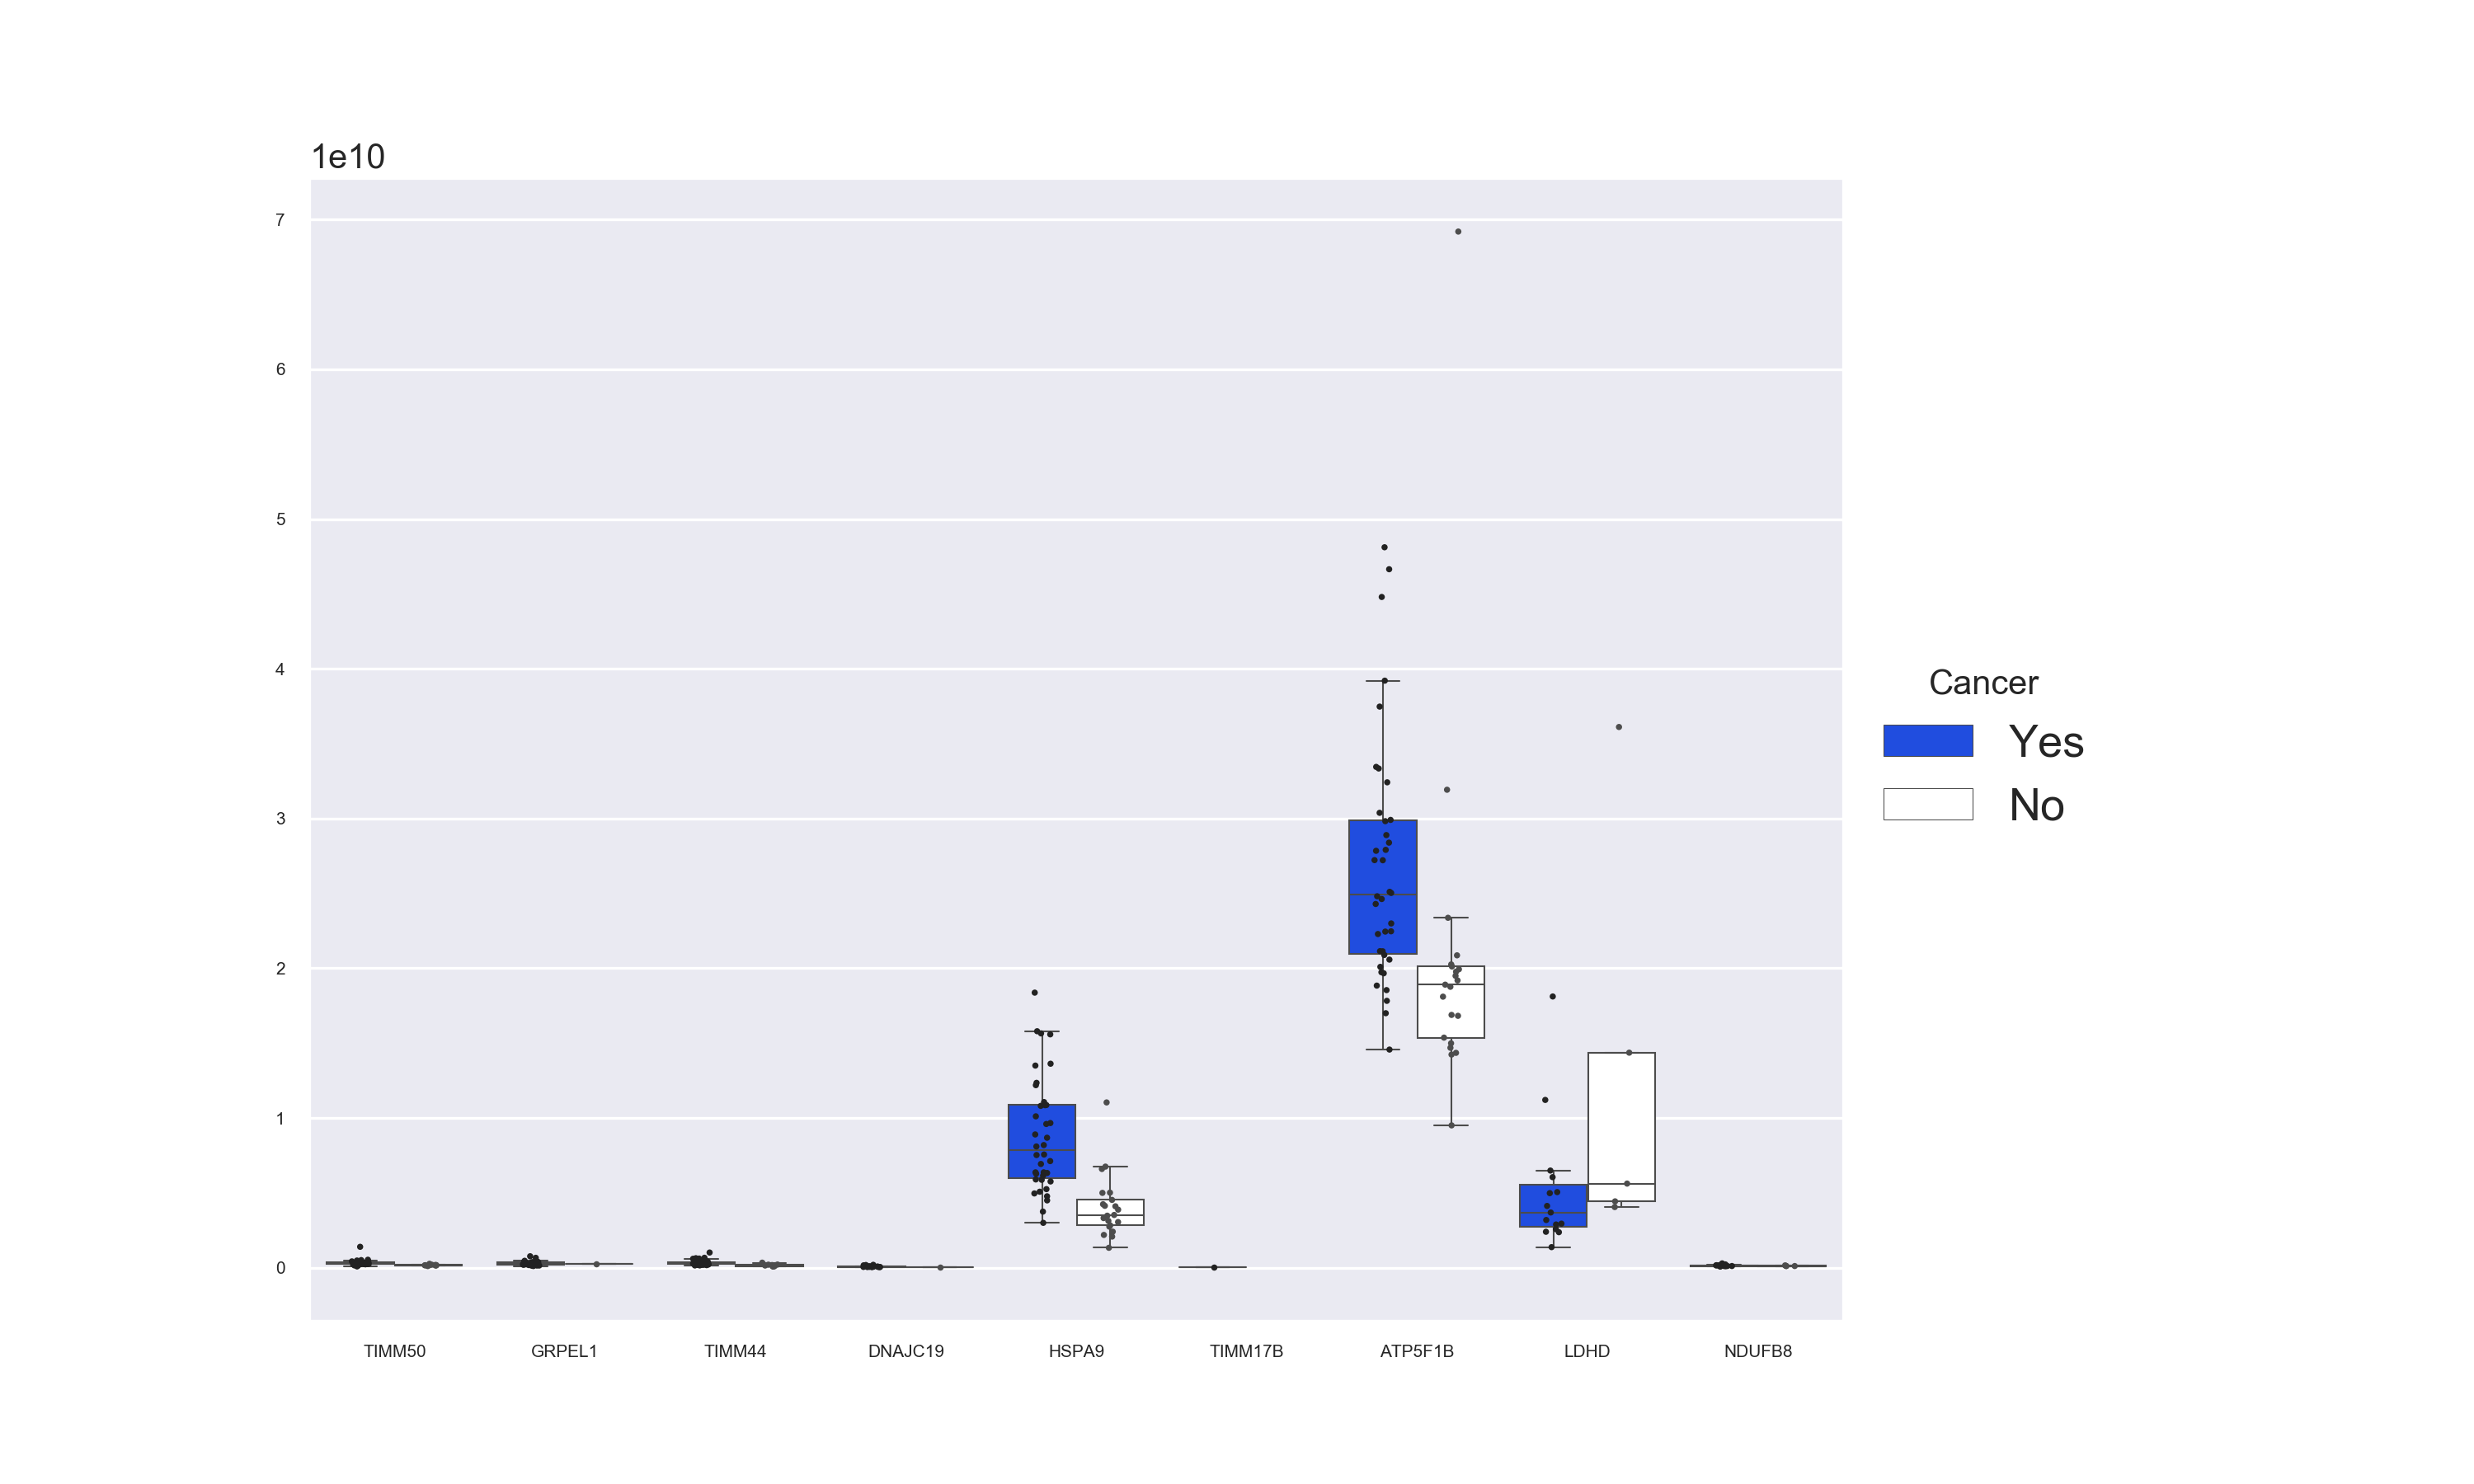 1e10
7
6
5
4
3
2
1
0
TIMM50 GRPEL1 TIMM44 DNAJC19 HSPA9 TIMM17B ATP5F1B LDHD NDUFB8
Cancer
Yes
No